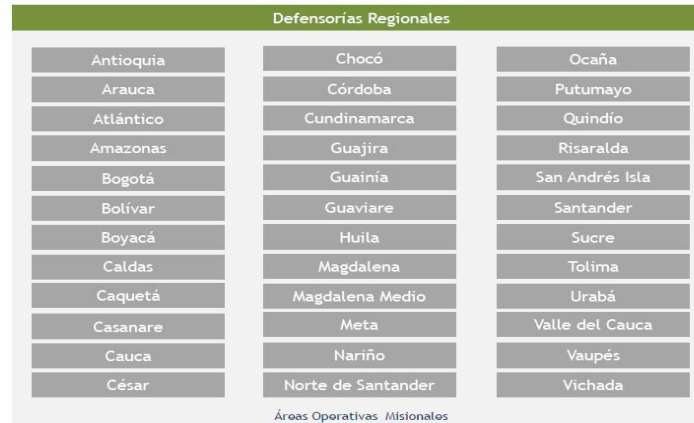 Defensorías Regionales
Antioquia
Arauca
Atlántico
Amazonas
Bogotá
Bolívar
Boyacá
Caldas
Caquetá
Casanare
Cauca
César
Chocó
Córdoba
Cundinamarca
Guajira
Guainía
Guaviare
Huila
Magdalena
Magdalena Medio
Meta
Nariño
Norte de Santander
Ocaña
Putumayo
Quindío
Risaralda
San Andrés Isla
Santander
Sucre
Tolima
Urabá
Valle del Cauca
Vaupés
Vichada
Áreas Operativas Misionales